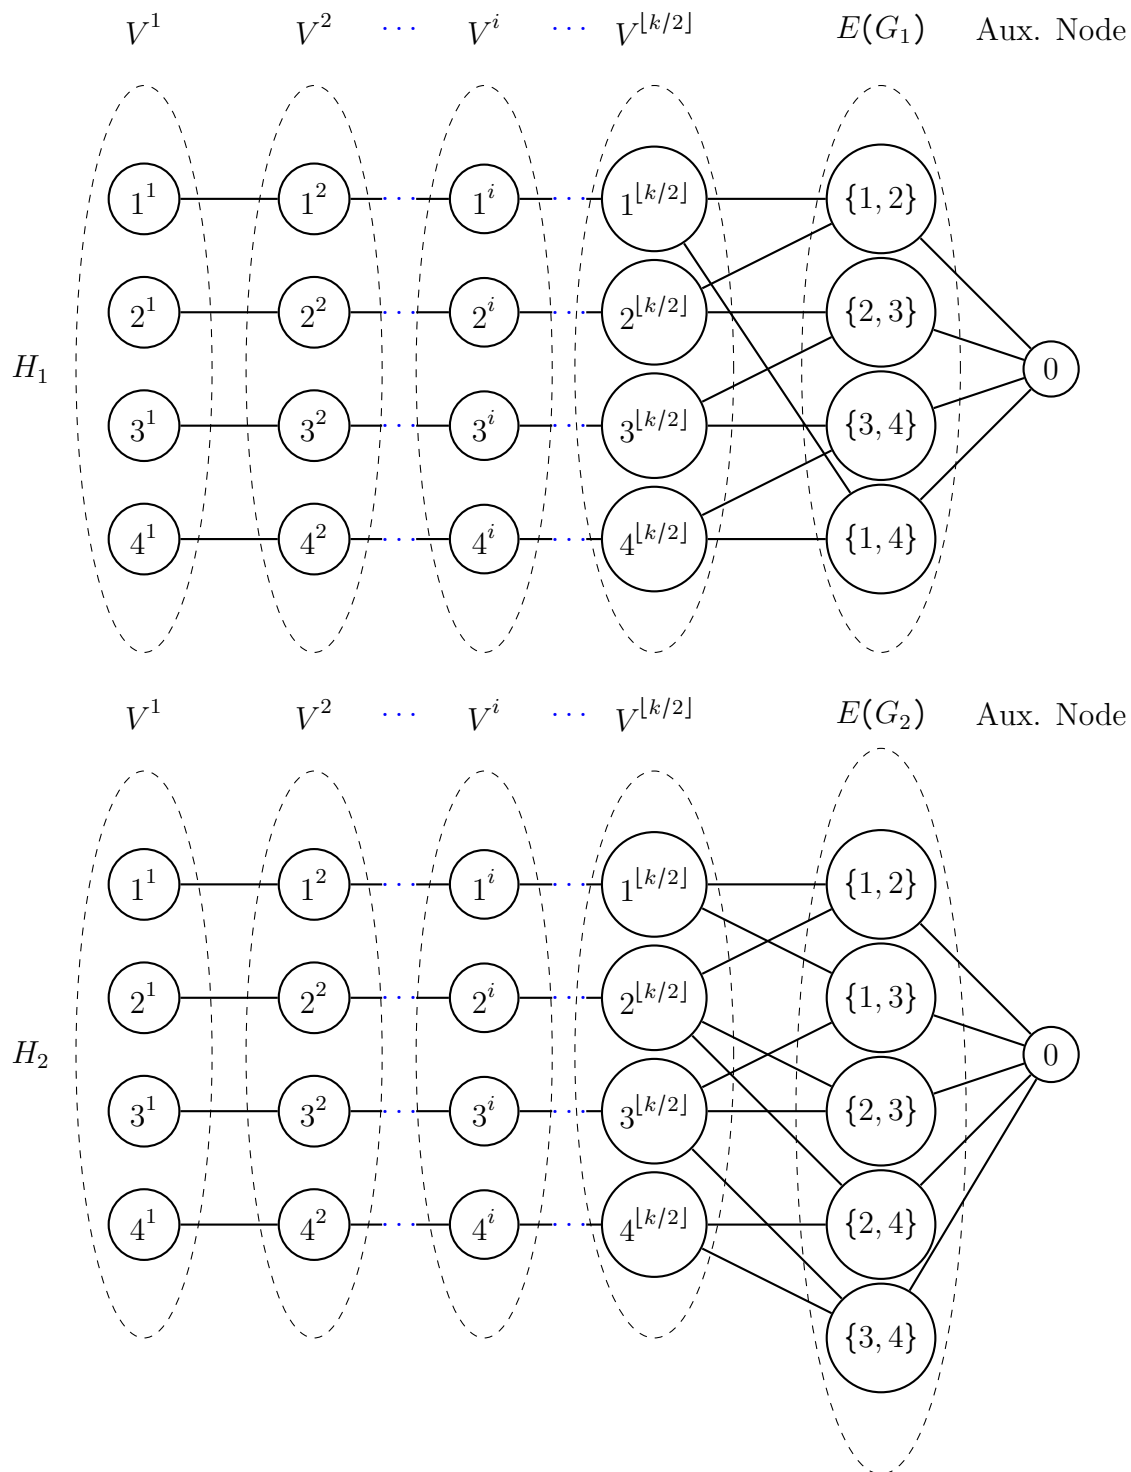 V^1 V^2 ··· V^i ··· V^{⌊k/2⌋} E(G_1) Aux. Node
1^1 1^2 ··· 1^i ··· 1^{⌊k/2⌋} {1, 2}
2^1 2^2 ··· 2^i ··· 2^{⌊k/2⌋} {2, 3}
H_1 0
3^1 3^2 ··· 3^i ··· 3^{⌊k/2⌋} {3, 4}
4^1 4^2 ··· 4^i ··· 4^{⌊k/2⌋} {1, 4}
V^1 V^2 ··· V^i ··· V^{⌊k/2⌋} E(G_2) Aux. Node
1^1 1^2 ··· 1^i ··· 1^{⌊k/2⌋} {1, 2}
2^1 2^2 ··· 2^i ··· 2^{⌊k/2⌋} {1, 3}
H_2 0
3^1 3^2 ··· 3^i ··· 3^{⌊k/2⌋} {2, 3}
4^1 4^2 ··· 4^i ··· 4^{⌊k/2⌋} {2, 4}
{3, 4}